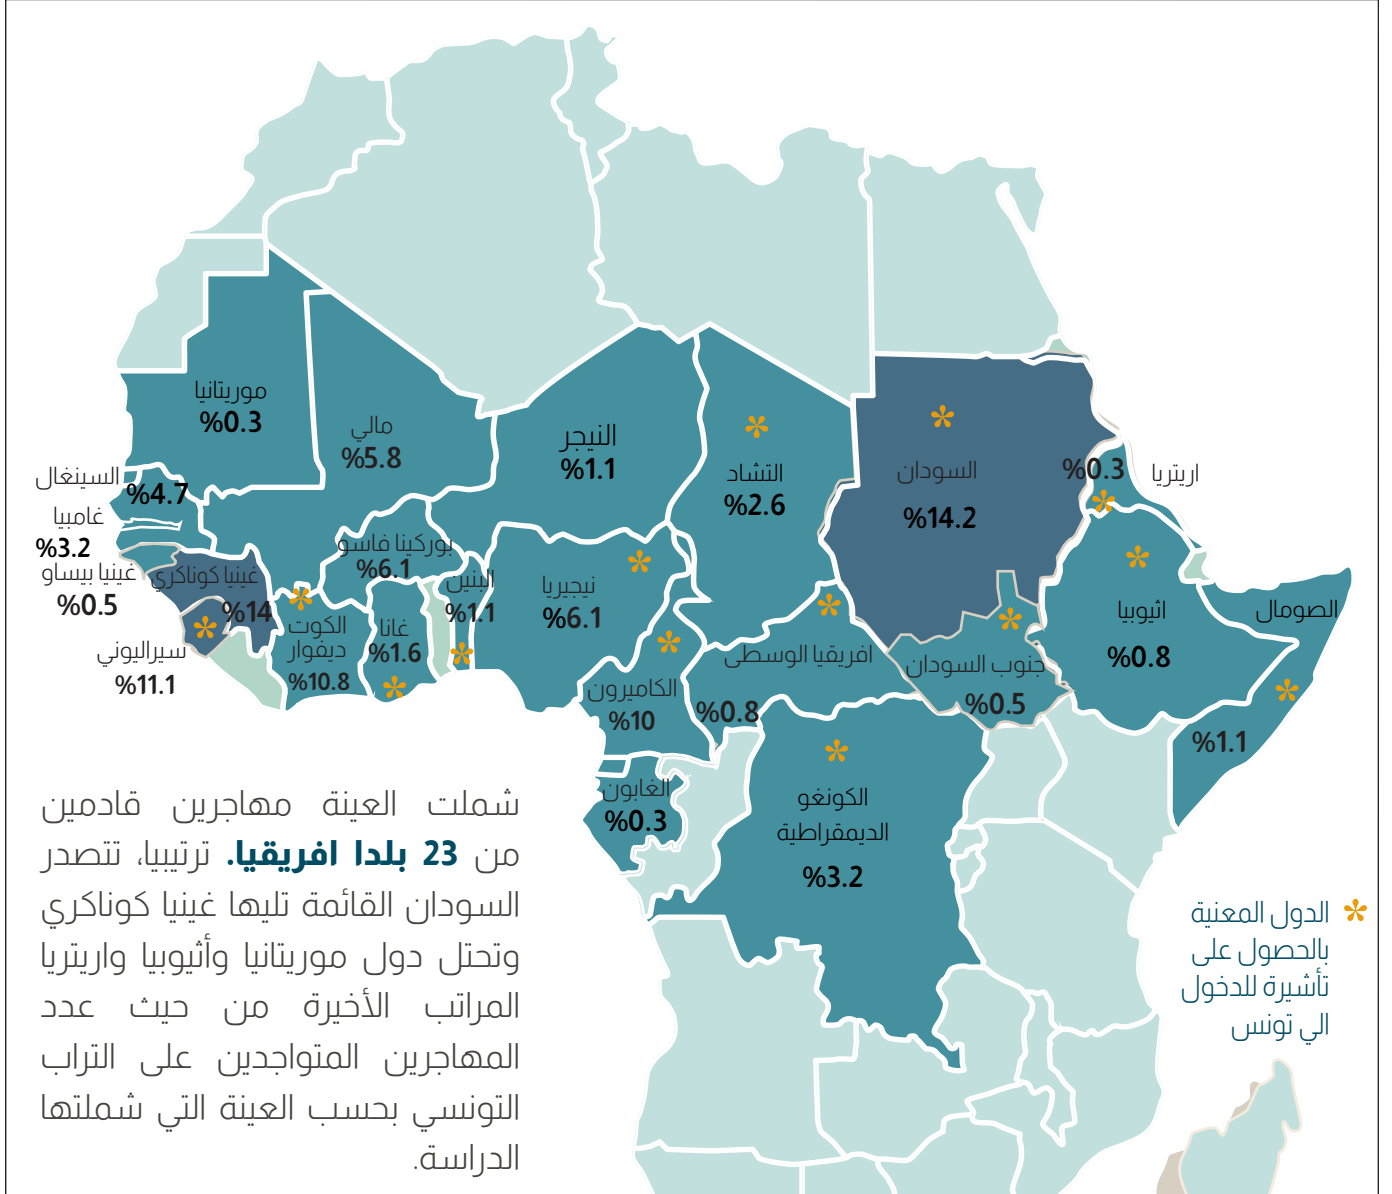 موريتانيا
%0.3
مالي
%5.8
النيجر
%1.1
التشاد
%2.6
السودان
%14.2
%0.3
اريتريا
السينغال
%4.7
غامبيا
%3.2
غينيا بيساو
%0.5
غينيا كوناكري
%14
سيراليوني
%11.1
الكوت
ديفوار
%10.8
بوركينا فاسو
%6.1
غانا
%1.6
البنين
%1.1
نيجيريا
%6.1
الكاميرون
%10
افريقيا الوسطى
%0.8
جنوب السودان
%0.5
اثيوبيا
%0.8
الصومال
%1.1
الغابون
%0.3
الكونغو
الديمقراطية
%3.2
شملت العينة مهاجرين قادمين
من 23 بلدا افريقيا. ترتيبيا، تتصدر
السودان القائمة تليها غينيا كوناكري
وتحتل دول موريتانيا وأثيوبيا واريتريا
المراتب الأخيرة من حيث عدد
المهاجرين المتواجدين على التراب
التونسي بحسب العينة التي شملتها
الدراسة.
* الدول المعنية
بالحصول على
تأشيرة للدخول
الي تونس